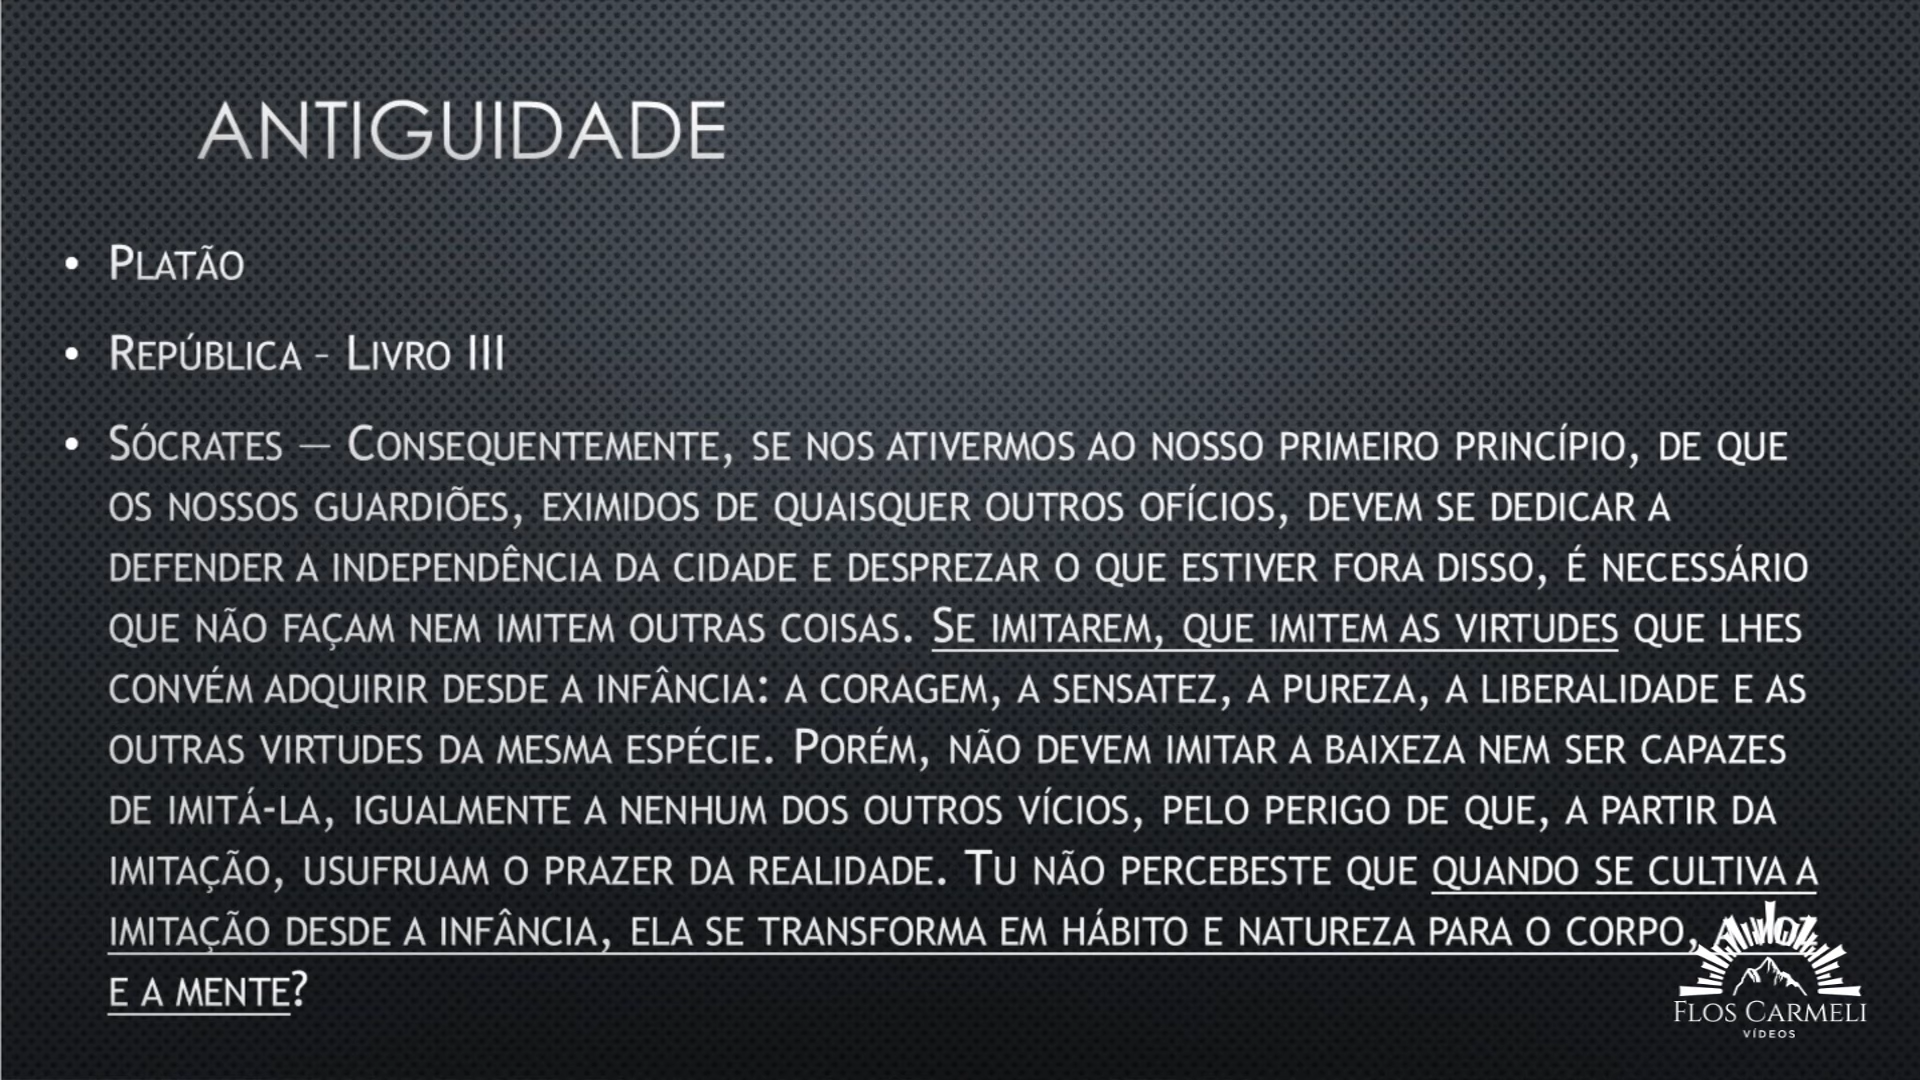 ANTIGUIDADE
• PLATÃO
• REPÚBLICA – LIVRO III
• SÓCRATES — CONSEQUENTEMENTE, SE NOS ATIVERMOS AO NOSSO PRIMEIRO PRINCÍPIO, DE QUE
OS NOSSOS GUARDIÕES, EXIMIDOS DE QUAISQUER OUTROS OFÍCIOS, DEVEM SE DEDICAR A
DEFENDER A INDEPENDÊNCIA DA CIDADE E DESPREZAR O QUE ESTIVER FORA DISSO, É NECESSÁRIO
QUE NÃO FAÇAM NEM IMITEM OUTRAS COISAS. SE IMITAREM, QUE IMITEM AS VIRTUDES QUE LHES
CONVÉM ADQUIRIR DESDE A INFÂNCIA: A CORAGEM, A SENSATEZ, A PUREZA, A LIBERALIDADE E AS
OUTRAS VIRTUDES DA MESMA ESPÉCIE. PORÉM, NÃO DEVEM IMITAR A BAIXEZA NEM SER CAPAZES
DE IMITÁ-LA, IGUALMENTE A NENHUM DOS OUTROS VÍCIOS, PELO PERIGO DE QUE, A PARTIR DA
IMITAÇÃO, USUFRUAM O PRAZER DA REALIDADE. TU NÃO PERCEBESTE QUE QUANDO SE CULTIVA A
IMITAÇÃO DESDE A INFÂNCIA, ELA SE TRANSFORMA EM HÁBITO E NATUREZA PARA O CORPO, A VOZ
E A MENTE?
FLOS CARMELI
VÍDEOS